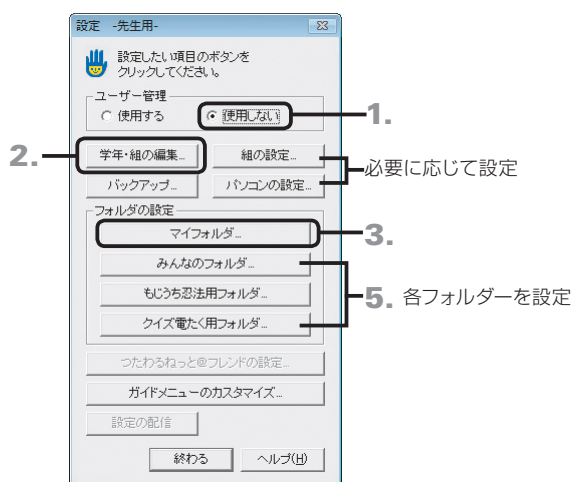 設定 -先生用-
設定したい項目のボタンを
クリックしてください。
ユーザー管理
使用する
使用しない
1.
2.
学年・組の編集...
組の設定...
必要に応じて設定
バックアップ...
パソコンの設定...
フォルダの設定
マイフォルダ...
3.
みんなのフォルダ...
もじうち忍法用フォルダ...
5. 各フォルダーを設定
クイズ電たく用フォルダ...
つたわるねっと@フレンドの設定...
ガイドメニューのカスタマイズ...
設定の配信
終わる
ヘルプ(H)